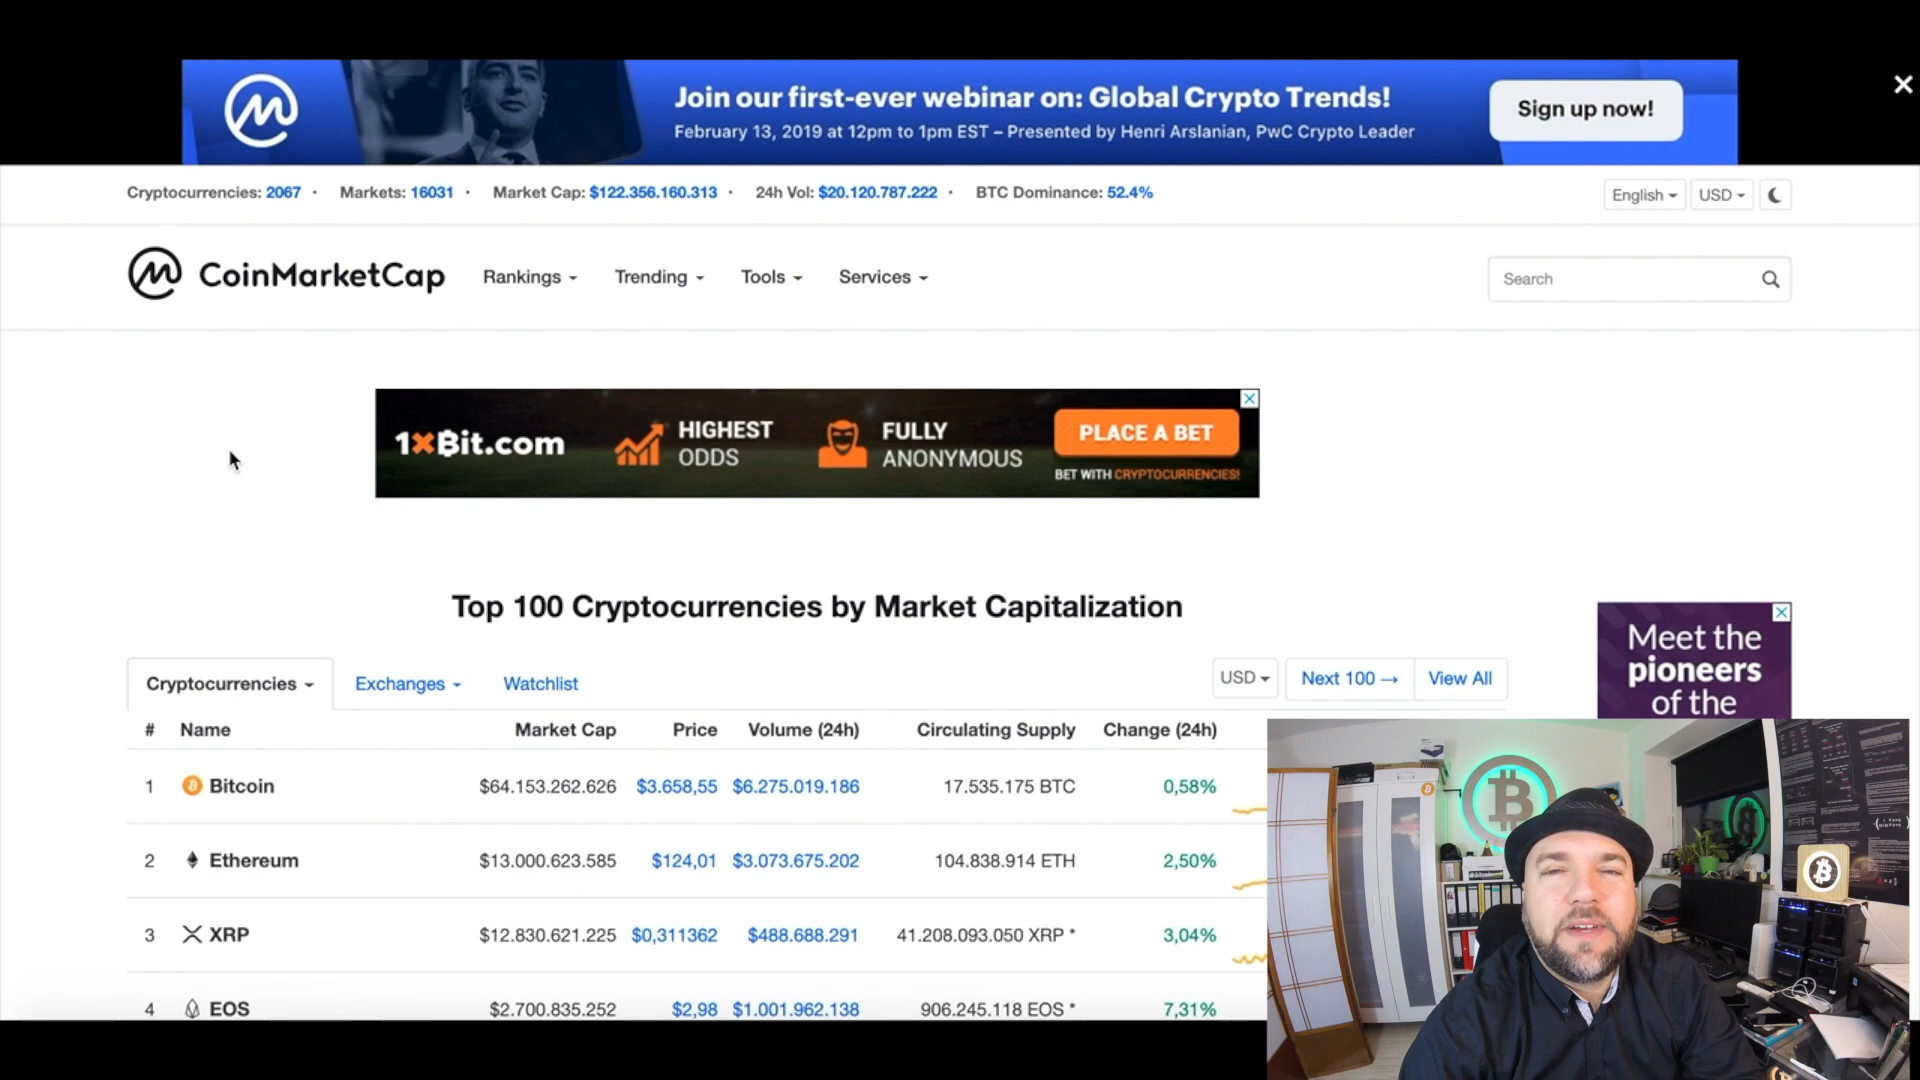 Join our first-ever webinar on: Global Crypto Trends!
February 13, 2019 at 12pm to 1pm EST – Presented by Henri Arslanian, PwC Crypto Leader
Sign up now!
Cryptocurrencies: 2067 • Markets: 16031 • Market Cap: $122.356.160.313 • 24h Vol: $20.120.787.222 • BTC Dominance: 52.4%
English USD
CoinMarketCap Rankings Trending Tools Services Search
1xBit.com
HIGHEST ODDS
FULLY ANONYMOUS
PLACE A BET
BET WITH CRYPTOCURRENCIES!
Top 100 Cryptocurrencies by Market Capitalization
Meet the
pioneers
of the
Cryptocurrencies Exchanges Watchlist USD Next 100 → View All
# Name Market Cap Price Volume (24h) Circulating Supply Change (24h)
1 Bitcoin $64.153.262.626 $3.658,55 $6.275.019.186 17.535.175 BTC 0,58%
2 Ethereum $13.000.623.585 $124,01 $3.073.675.202 104.838.914 ETH 2,50%
3 XRP $12.830.621.225 $0,311362 $488.688.291 41.208.093.050 XRP * 3,04%
4 EOS $2.700.835.252 $2,98 $1.001.962.138 906.245.118 EOS * 7,31%